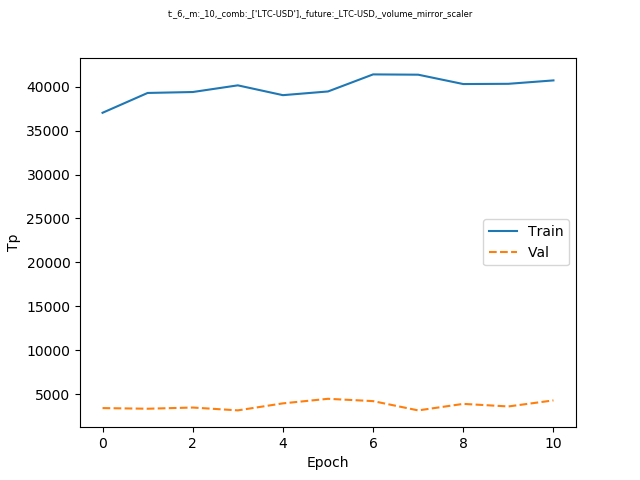 t:_6,_m:_10,_comb:_['LTC-USD'],_future:_LTC-USD,_volume_mirror_scaler
40000
35000
30000
25000
20000
15000
10000
5000
Tp
Train
Val
0 2 4 6 8 10
Epoch